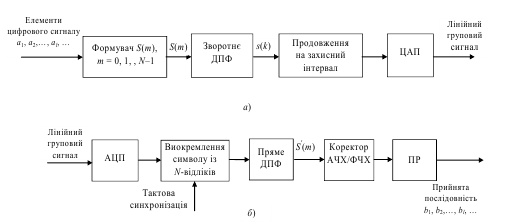 Елементи
цифрового сигналу
a₁, a₂,…, aᵢ, …
Формувач S(m),
m = 0, 1, , N–1
S(m)
Зворотнє
ДПФ
s(k)
Продовження
на захисний
інтервал
ЦАП
Лінійний
груповий
сигнал
а)
Лінійний
груповий
сигнал
АЦП
Виокремлення
символу із
N-відліків
Тактова
синхронізація
Пряме
ДПФ
S'(m)
Коректор
АЧХ/ФЧХ
ПР
Прийнята
послідовність
b₁, b₂,…, bᵢ, …
б)